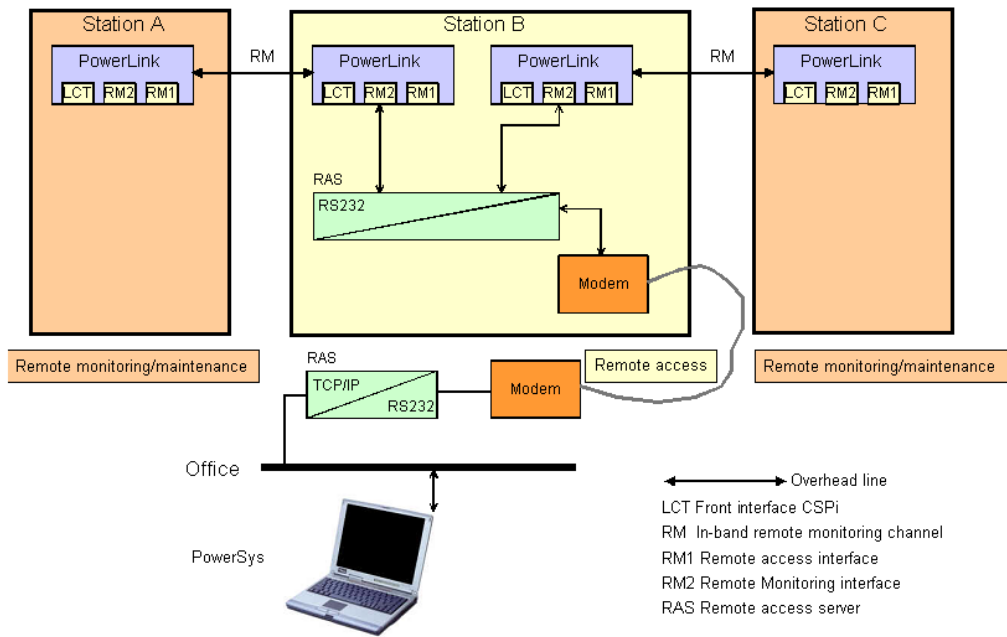 Station A
Station B
Station C
PowerLink
LCT RM2 RM1
RM
PowerLink
LCT RM2 RM1
PowerLink
LCT RM2 RM1
RM
PowerLink
LCT RM2 RM1
RAS
RS232
Modem
Remote monitoring/maintenance
RAS
TCP/IP
RS232
Modem
Remote access
Remote monitoring/maintenance
Office
PowerSys
Overhead line
LCT Front interface CSPi
RM In-band remote monitoring channel
RM1 Remote access interface
RM2 Remote Monitoring interface
RAS Remote access server